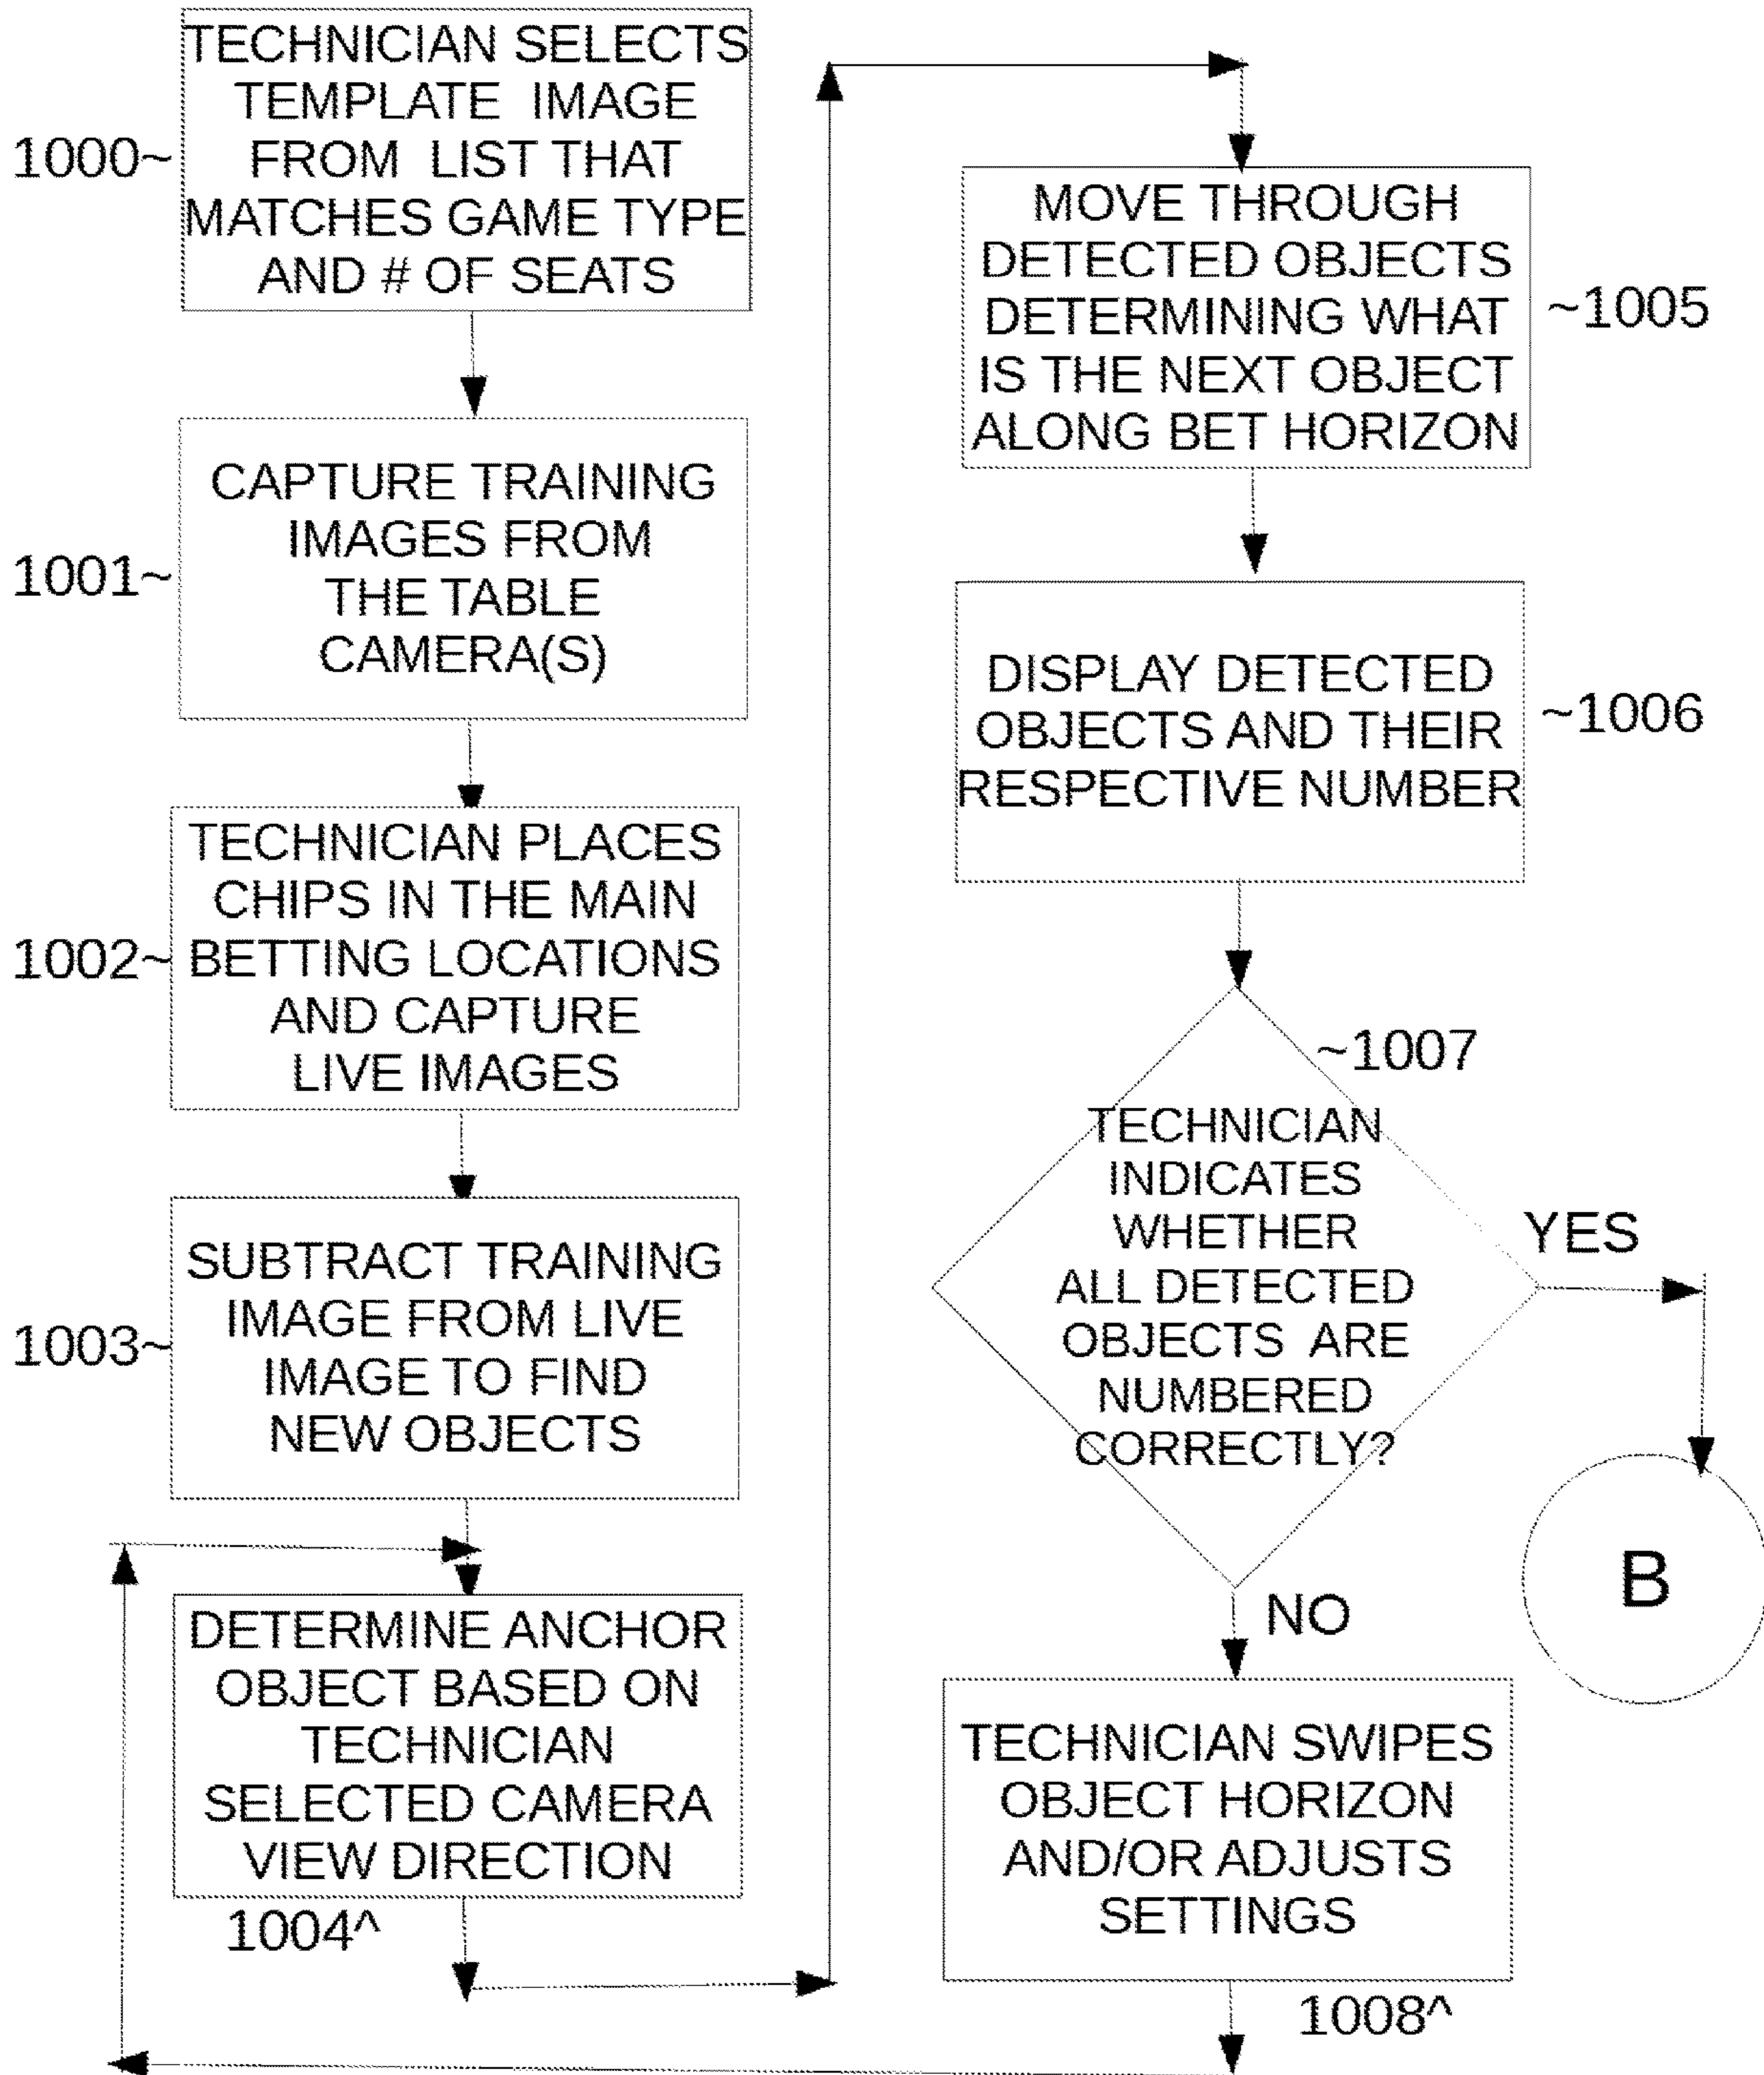 TECHNICIAN SELECTS
TEMPLATE IMAGE
FROM LIST THAT
MATCHES GAME TYPE
AND # OF SEATS
1000~
CAPTURE TRAINING
IMAGES FROM
THE TABLE
CAMERA(S)
1001~
TECHNICIAN PLACES
CHIPS IN THE MAIN
BETTING LOCATIONS
AND CAPTURE
LIVE IMAGES
1002~
SUBTRACT TRAINING
IMAGE FROM LIVE
IMAGE TO FIND
NEW OBJECTS
1003~
DETERMINE ANCHOR
OBJECT BASED ON
TECHNICIAN
SELECTED CAMERA
VIEW DIRECTION
1004^
MOVE THROUGH
DETECTED OBJECTS
DETERMINING WHAT
IS THE NEXT OBJECT
ALONG BET HORIZON
~1005
DISPLAY DETECTED
OBJECTS AND THEIR
RESPECTIVE NUMBER
~1006
~1007
TECHNICIAN
INDICATES
WHETHER
ALL DETECTED
OBJECTS ARE
NUMBERED
CORRECTLY?
YES
B
NO
TECHNICIAN SWIPES
OBJECT HORIZON
AND/OR ADJUSTS
SETTINGS
1008^